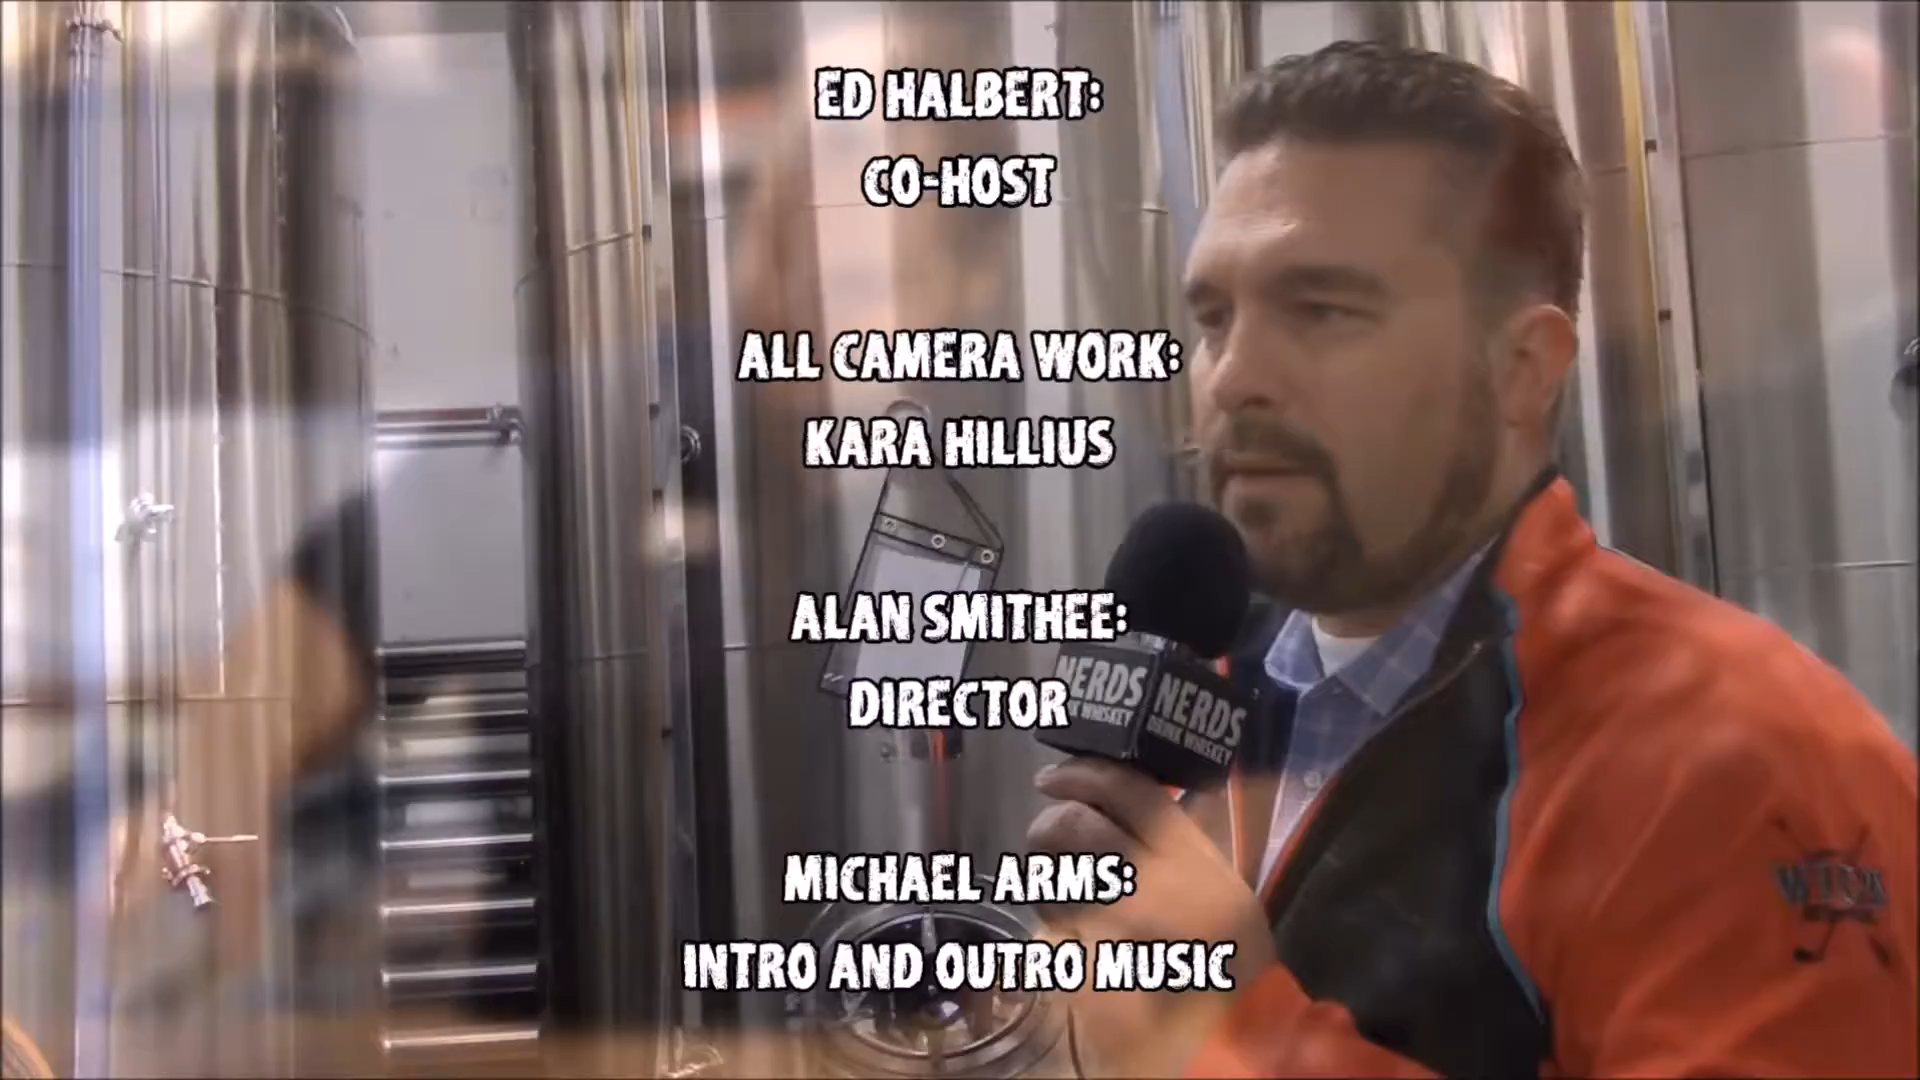 ED HALBERT:
CO-HOST
ALL CAMERA WORK:
KARA HILLIUS
ALAN SMITHEE:
DIRECTOR
NERDS NERDS
DRINK WHISKEY
MICHAEL ARMS:
INTRO AND OUTRO MUSIC